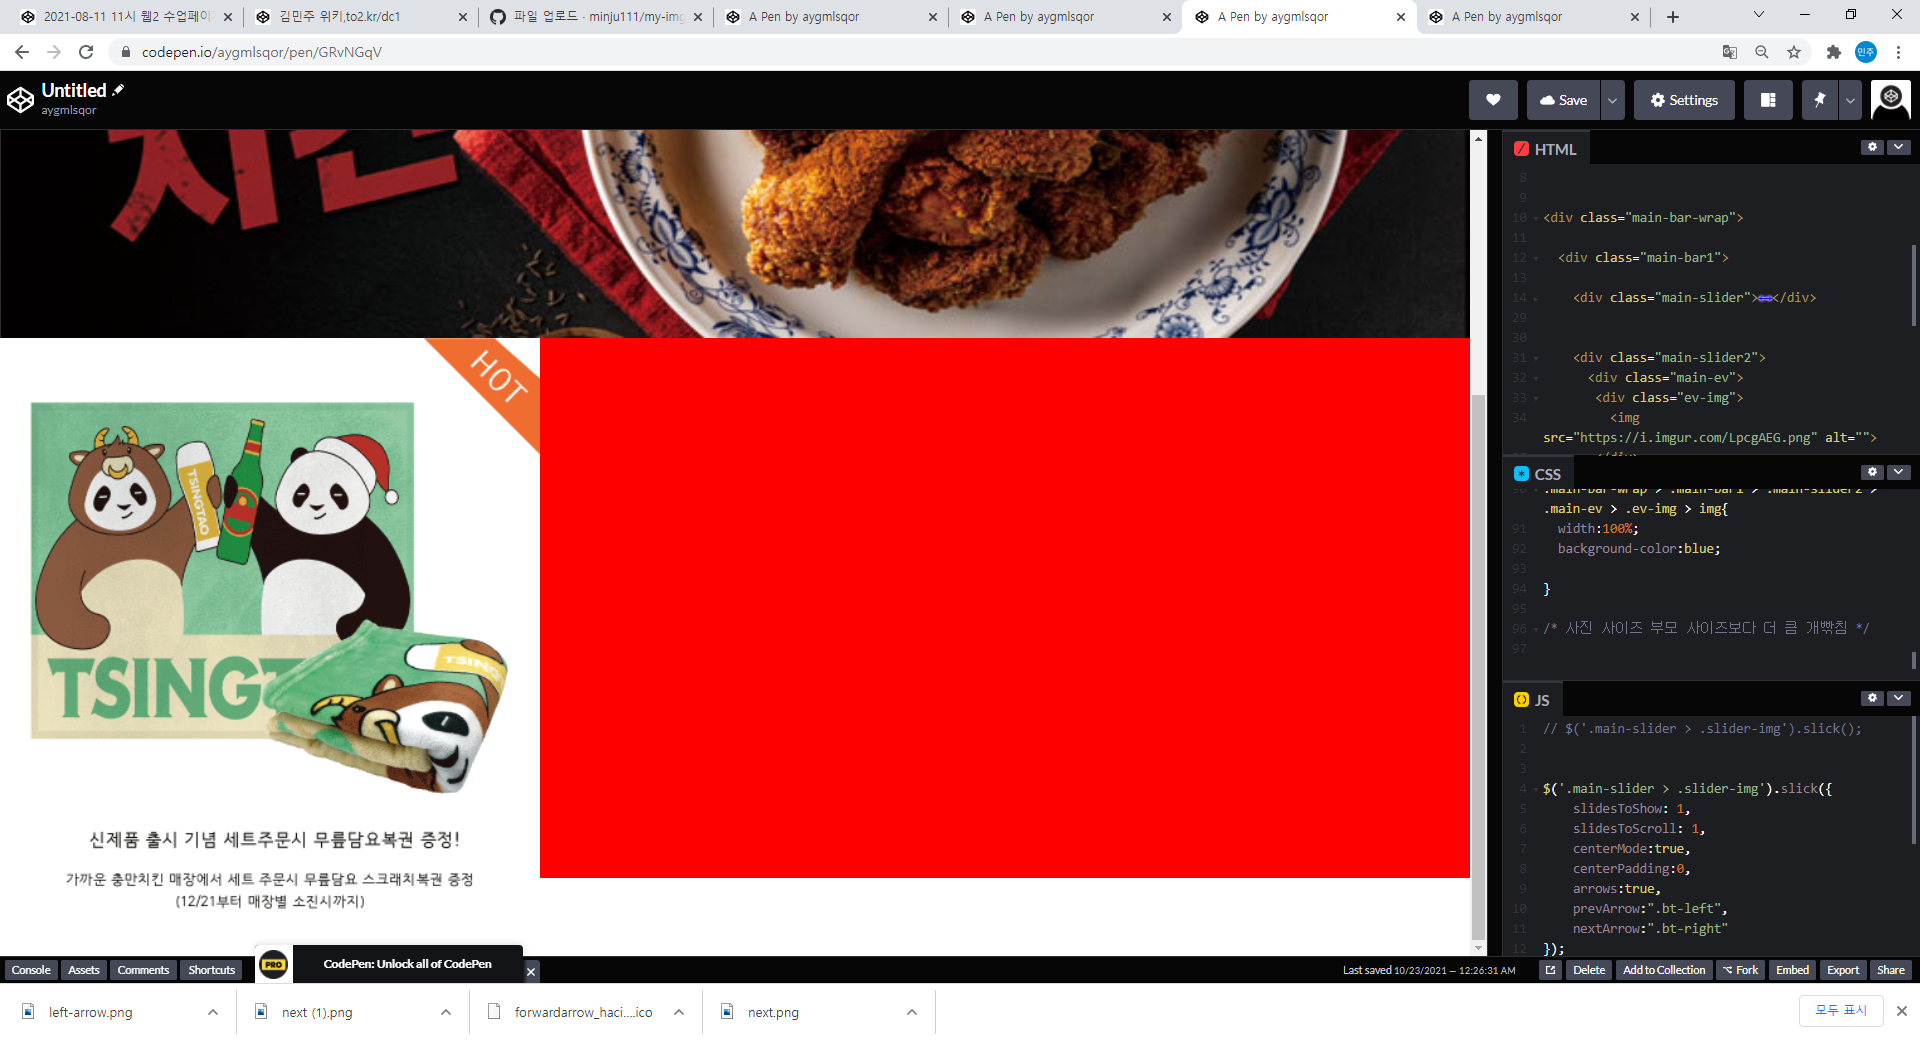 2021-08-11 11시 웹2 수업페이지
김민주 위키,to2.kr/dc1
파일 업로드 · minju111/my-img
A Pen by aygmlsqor
A Pen by aygmlsqor
A Pen by aygmlsqor
A Pen by aygmlsqor
codepen.io/aygmlsqor/pen/GRvNGqV
민주
Untitled
aygmlsqor
Save
Settings
치킨
HOT
TSINGTAO
TSINGT
TSINGTAO
신제품 출시 기념 세트주문시 무릎담요복권 증정!
가까운 충만치킨 매장에서 세트 주문시 무릎담요 스크래치복권 증정
(12/21부터 매장별 소진시까지)
HTML
8
9
10 <div class="main-bar-wrap">
11
12 <div class="main-bar1">
13
14 <div class="main-slider"></div>
29
30
31 <div class="main-slider2">
32 <div class="main-ev">
33 <div class="ev-img">
34 <img
src="https://i.imgur.com/LpcgAEG.png" alt="">
</div>
CSS
90 .main-bar-wrap > .main-bar1 > .main-slider2 >
.main-ev > .ev-img > img{
91 width:100%;
92 background-color:blue;
93
94 }
95
96 /* 사진 사이즈 부모 사이즈보다 더 큼 개빡침 */
97
JS
1 // $('.main-slider > .slider-img').slick();
2
3
4 $('.main-slider > .slider-img').slick({
5 slidesToShow: 1,
6 slidesToScroll: 1,
7 centerMode:true,
8 centerPadding:0,
9 arrows:true,
10 prevArrow:".bt-left",
11 nextArrow:".bt-right"
12 });
Console
Assets
Comments
Shortcuts
PRO
CodePen: Unlock all of CodePen
Last saved 10/23/2021 — 12:26:31 AM
Delete
Add to Collection
Fork
Embed
Export
Share
left-arrow.png
next (1).png
forwardarrow_haci....ico
next.png
모두 표시